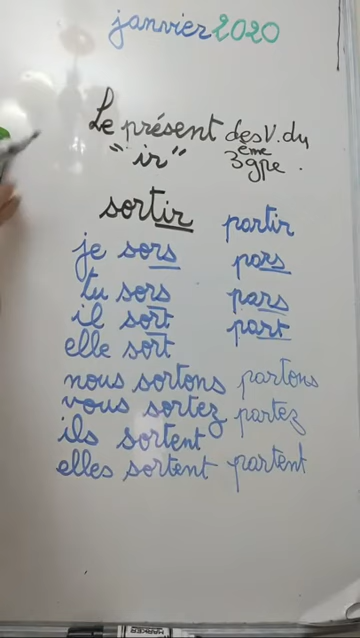 janvier 2020
Le présent des V. du
"ir" 3ème gpe.
sortir partir
je sors pars
tu sors pars
il sort part
elle sort
nous sortons partons
vous sortez partez
ils sortent
elles sortent partent